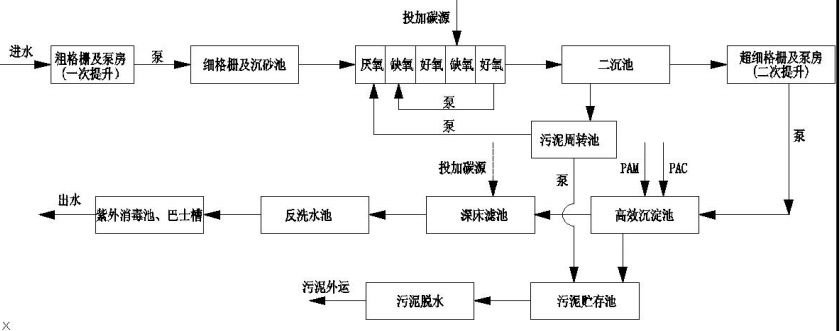 投加碳源
进水
粗格栅及泵房
(一次提升)
泵
细格栅及沉砂池
厌氧
缺氧
好氧
缺氧
好氧
二沉池
超细格栅及泵房
(二次提升)
泵
泵
污泥周转池
泵
投加碳源
泵
PAM
PAC
出水
紫外消毒池、巴士槽
反洗水池
深床滤池
高效沉淀池
污泥外运
污泥脱水
污泥贮存池
X